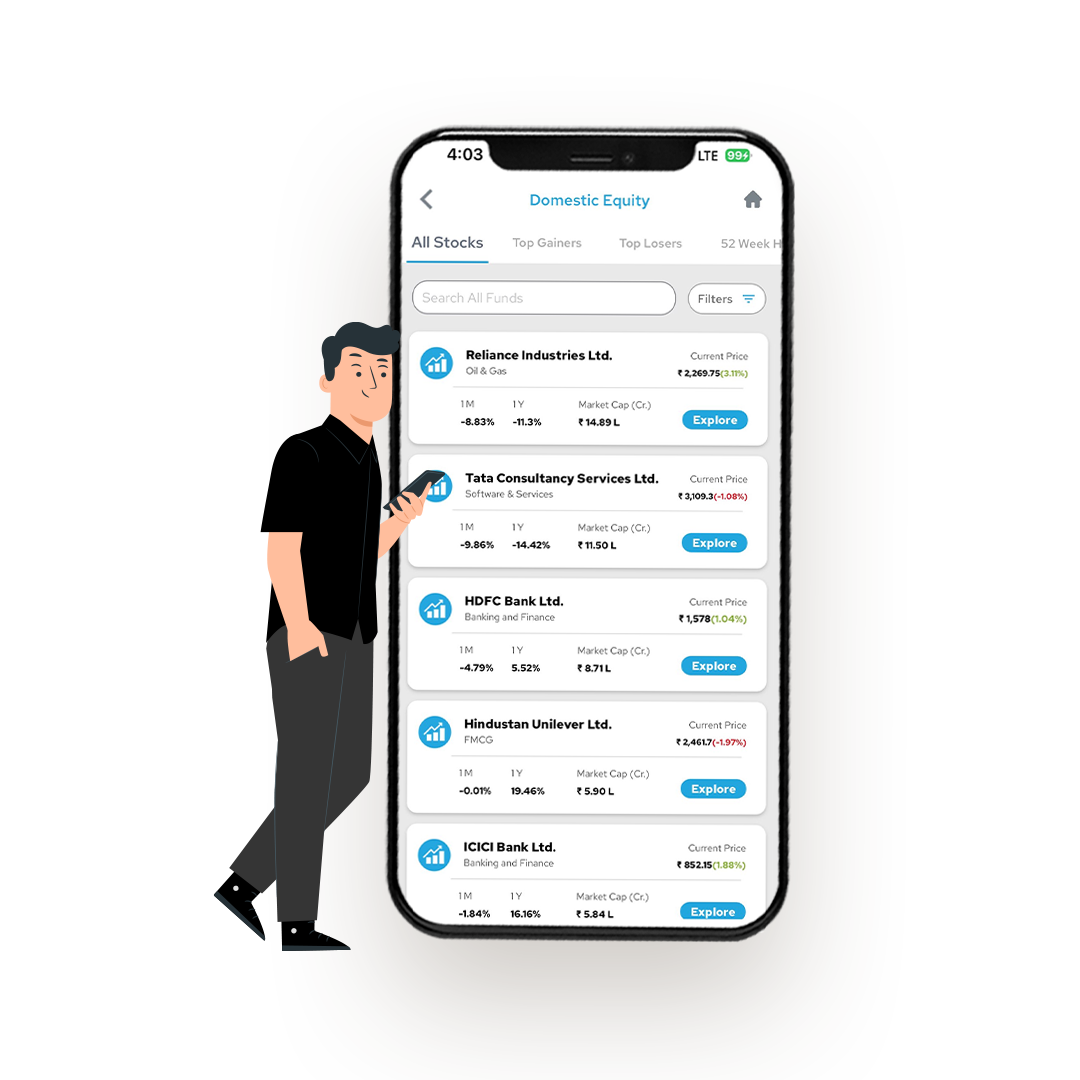 4:03 LTE 99
Domestic Equity
All Stocks Top Gainers Top Losers 52 Week H
Search All Funds Filters
Reliance Industries Ltd. Current Price
Oil & Gas ₹ 2,269.75(3.11%)
1M 1Y Market Cap (Cr.)
-8.83% -11.3% ₹ 14.89 L Explore
Tata Consultancy Services Ltd. Current Price
Software & Services ₹ 3,109.3(-1.08%)
1M 1Y Market Cap (Cr.)
-9.86% -14.42% ₹ 11.50 L Explore
HDFC Bank Ltd. Current Price
Banking and Finance ₹ 1,578(1.04%)
1M 1Y Market Cap (Cr.)
-4.79% 5.52% ₹ 8.71 L Explore
Hindustan Unilever Ltd. Current Price
FMCG ₹ 2,461.7(-1.97%)
1M 1Y Market Cap (Cr.)
-0.01% 19.46% ₹ 5.90 L Explore
ICICI Bank Ltd. Current Price
Banking and Finance ₹ 852.15(1.88%)
1M 1Y Market Cap (Cr.)
-1.84% 16.16% ₹ 5.84 L Explore